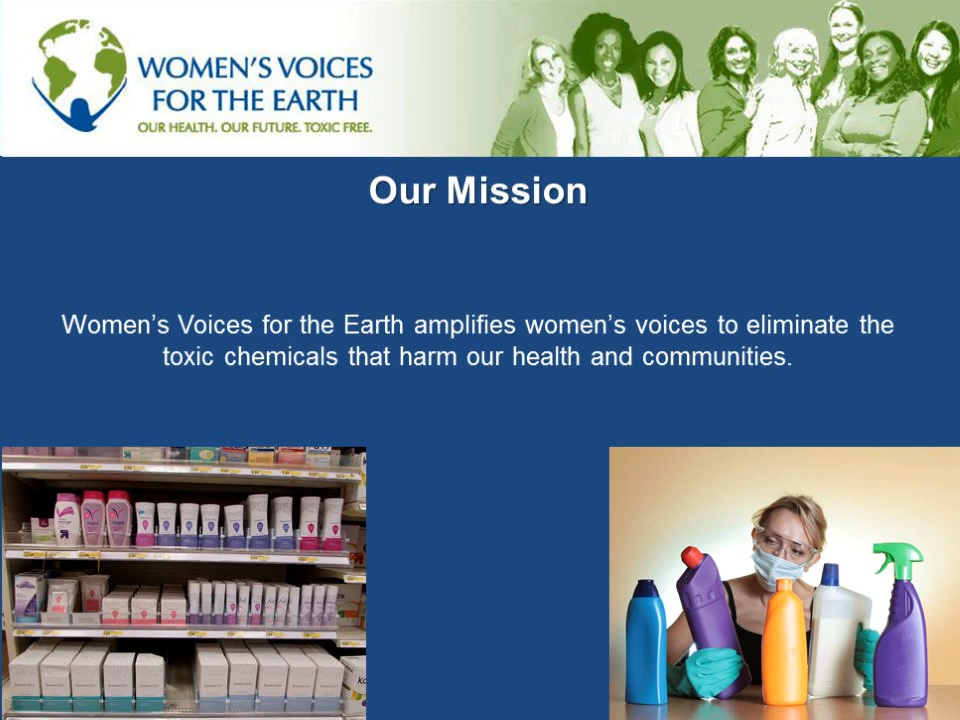 WOMEN'S VOICES
FOR THE EARTH
OUR HEALTH. OUR FUTURE. TOXIC FREE.
Our Mission
Women’s Voices for the Earth amplifies women’s voices to eliminate the
toxic chemicals that harm our health and communities.